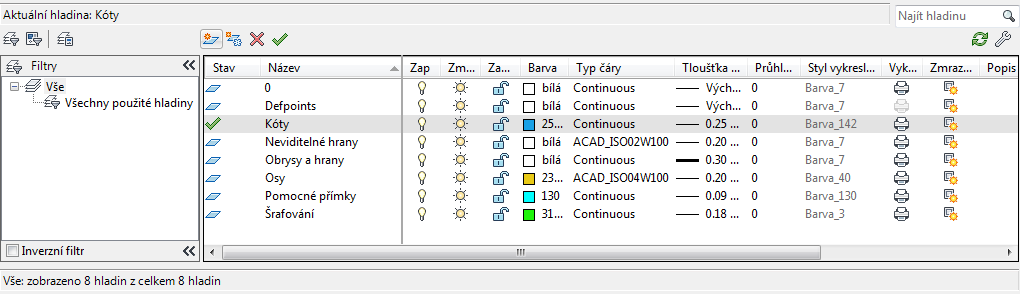 Aktuální hladina: Kóty
Najít hladinu
Filtry
Vše
Všechny použité hladiny
Inverzní filtr
Stav Název Zap Zm... Za... Barva Typ čáry Tloušťka ... Průhl... Styl vykresl... Vyk... Zmraz... Popis
0 bílá Continuous Vých... 0 Barva_7
Defpoints bílá Continuous Vých... 0 Barva_7
Kóty 25... Continuous 0.25 ... 0 Barva_142
Neviditelné hrany bílá ACAD_ISO02W100 0.20 ... 0 Barva_7
Obrysy a hrany bílá Continuous 0.30 ... 0 Barva_7
Osy 23... ACAD_ISO04W100 0.20 ... 0 Barva_40
Pomocné přímky 130 Continuous 0.09 ... 0 Barva_130
Šrafování 31... Continuous 0.18 ... 0 Barva_3
Vše: zobrazeno 8 hladin z celkem 8 hladin